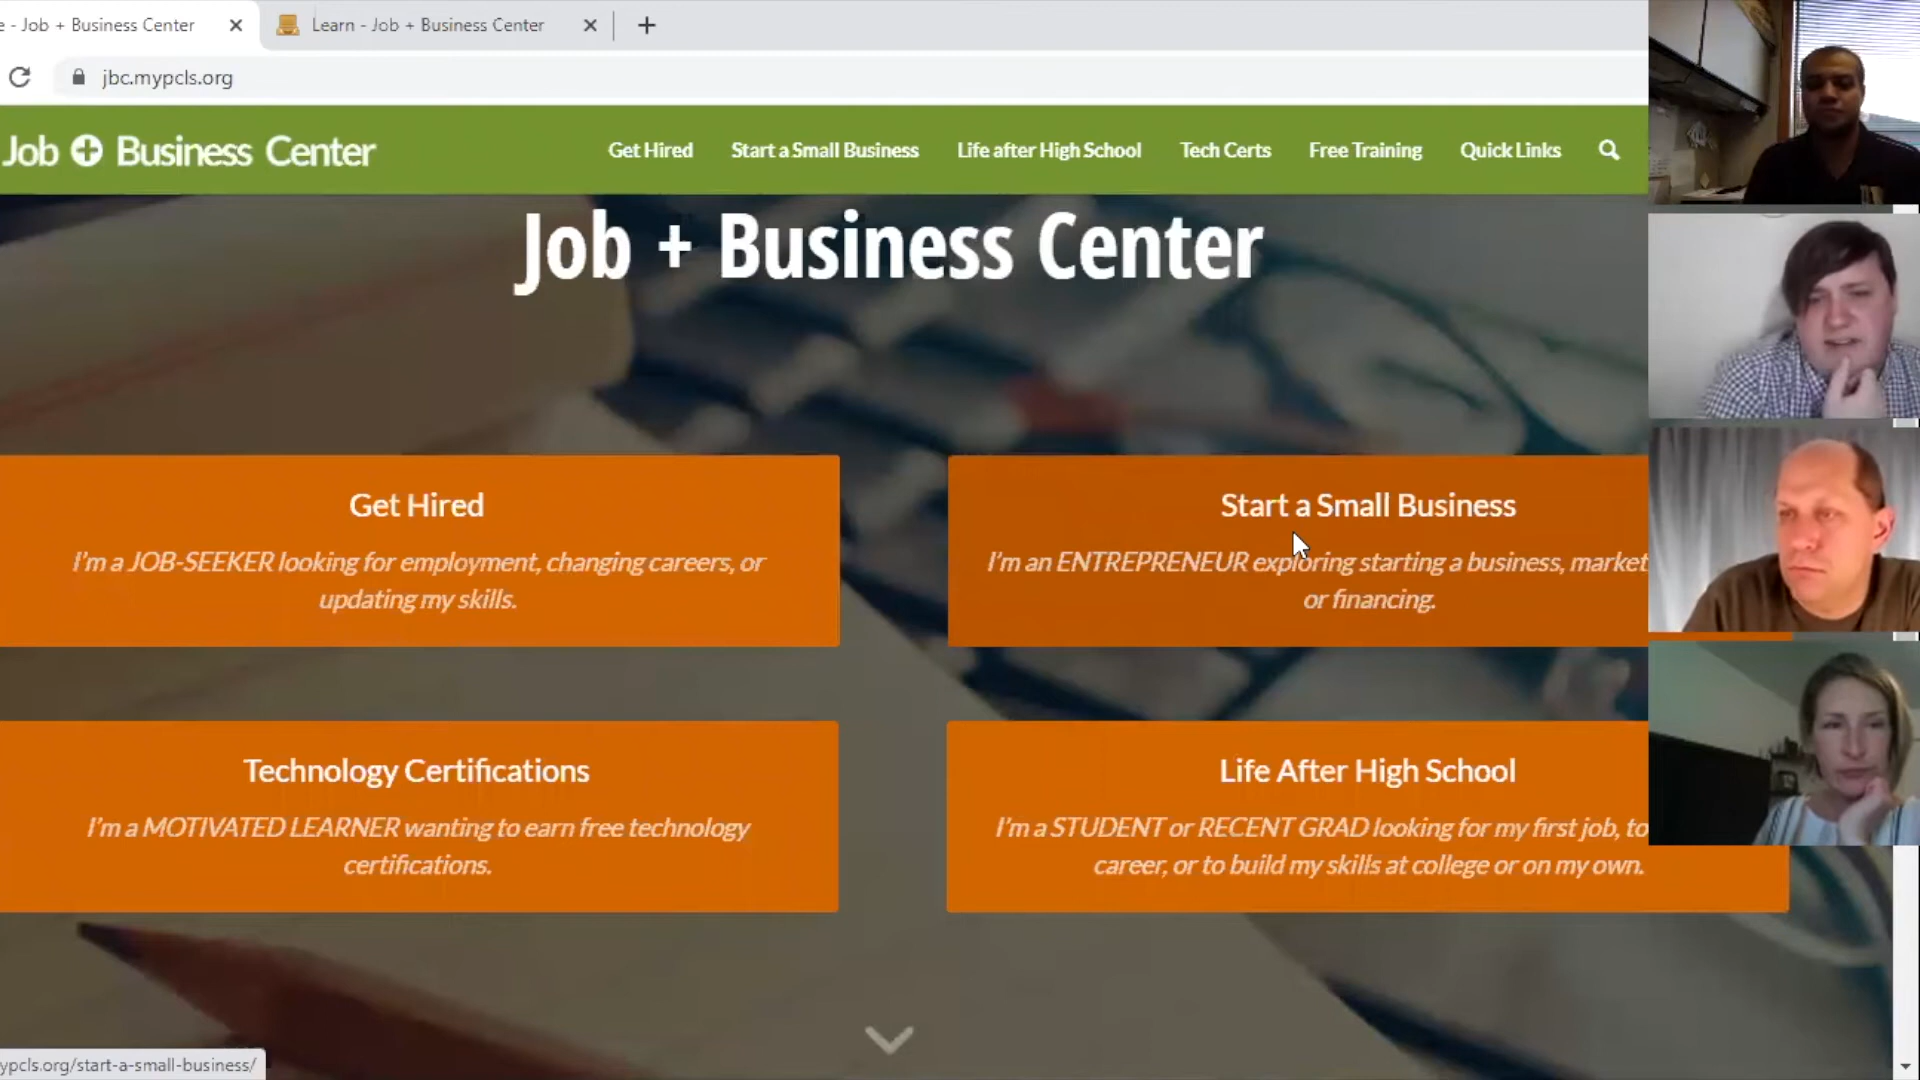 e - Job + Business Center
Learn - Job + Business Center
jbc.mypcls.org
Job + Business Center
Get Hired
Start a Small Business
Life after High School
Tech Certs
Free Training
Quick Links
Job + Business Center
Get Hired
I'm a JOB-SEEKER looking for employment, changing careers, or
updating my skills.
Start a Small Business
I'm an ENTREPRENEUR exploring starting a business, market
or financing.
Technology Certifications
I'm a MOTIVATED LEARNER wanting to earn free technology
certifications.
Life After High School
I'm a STUDENT or RECENT GRAD looking for my first job, to
career, or to build my skills at college or on my own.
ypcls.org/start-a-small-business/